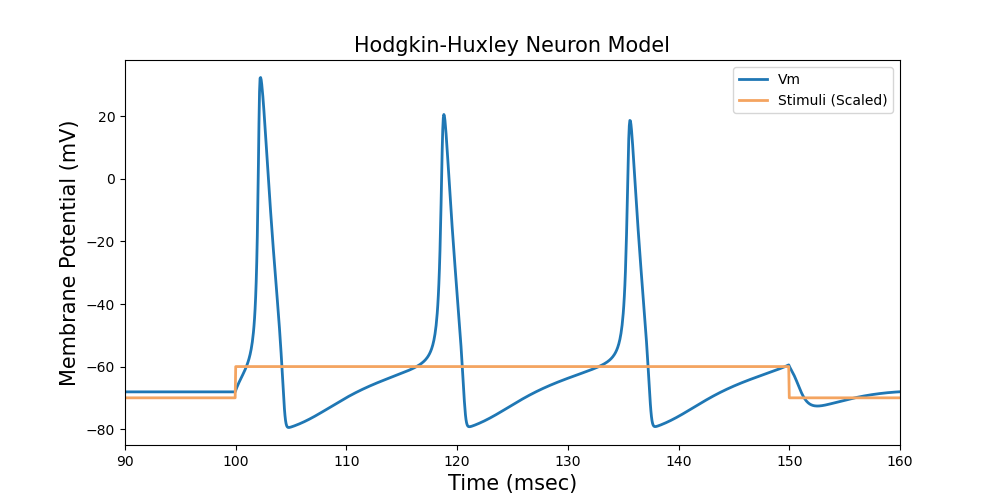 Hodgkin-Huxley Neuron Model
Vm
Stimuli (Scaled)
Membrane Potential (mV)
20
0
−20
−40
−60
−80
90 100 110 120 130 140 150 160
Time (msec)